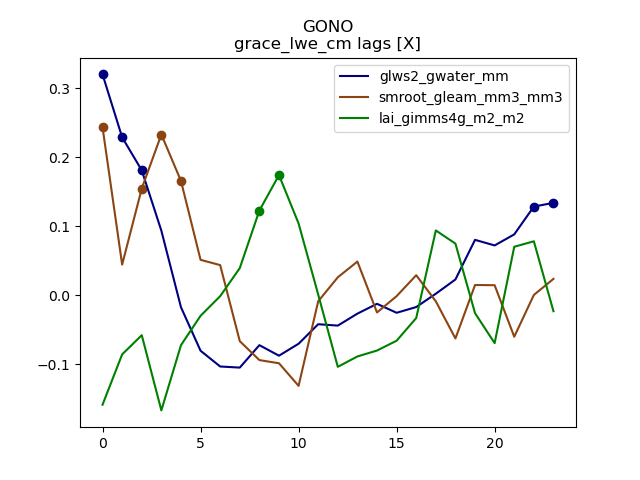 GONO
grace_lwe_cm lags [X]
glws2_gwater_mm
smroot_gleam_mm3_mm3
lai_gimms4g_m2_m2
0.3
0.2
0.1
0.0
−0.1
0 5 10 15 20